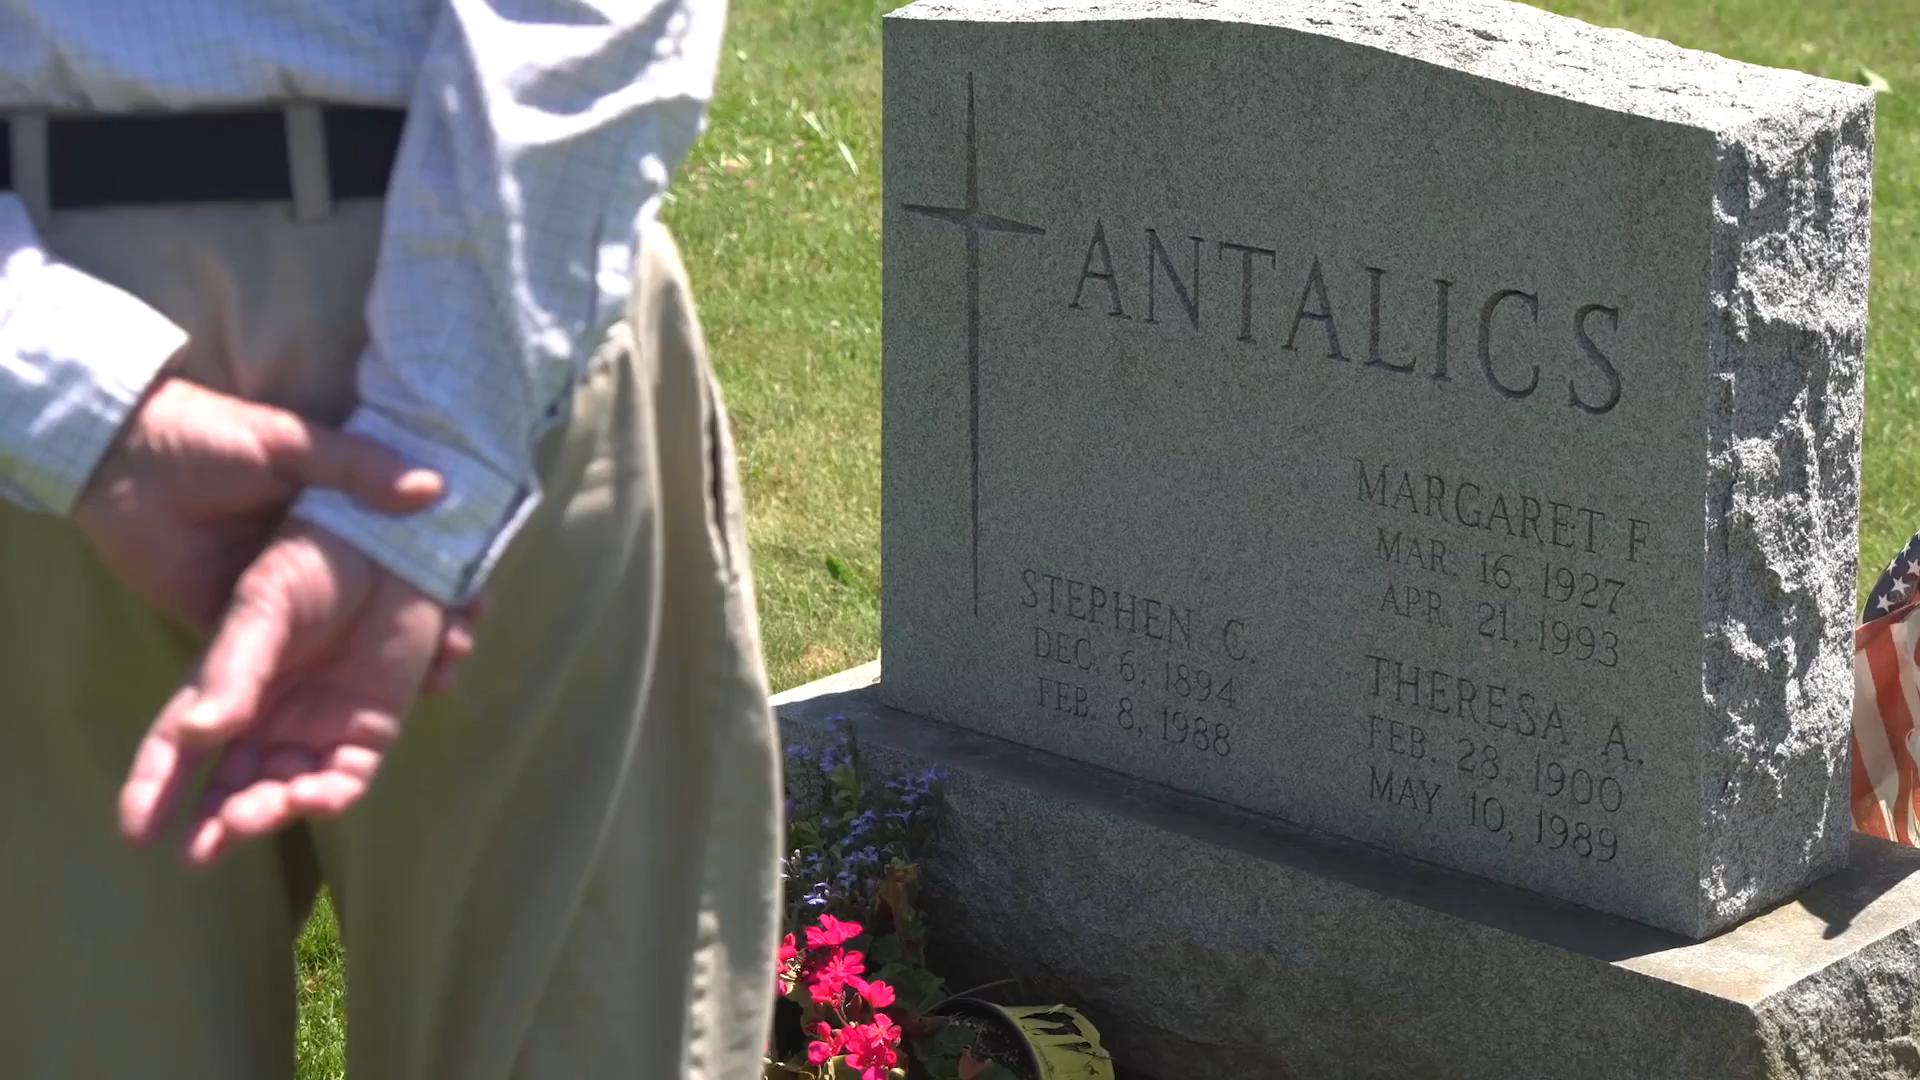 ANTALICS
STEPHEN C.
DEC. 6, 1894
FEB. 8, 1988
MARGARET F.
MAR. 16, 1927
APR. 21, 1993
THERESA A.
FEB. 28, 1900
MAY 10, 1989